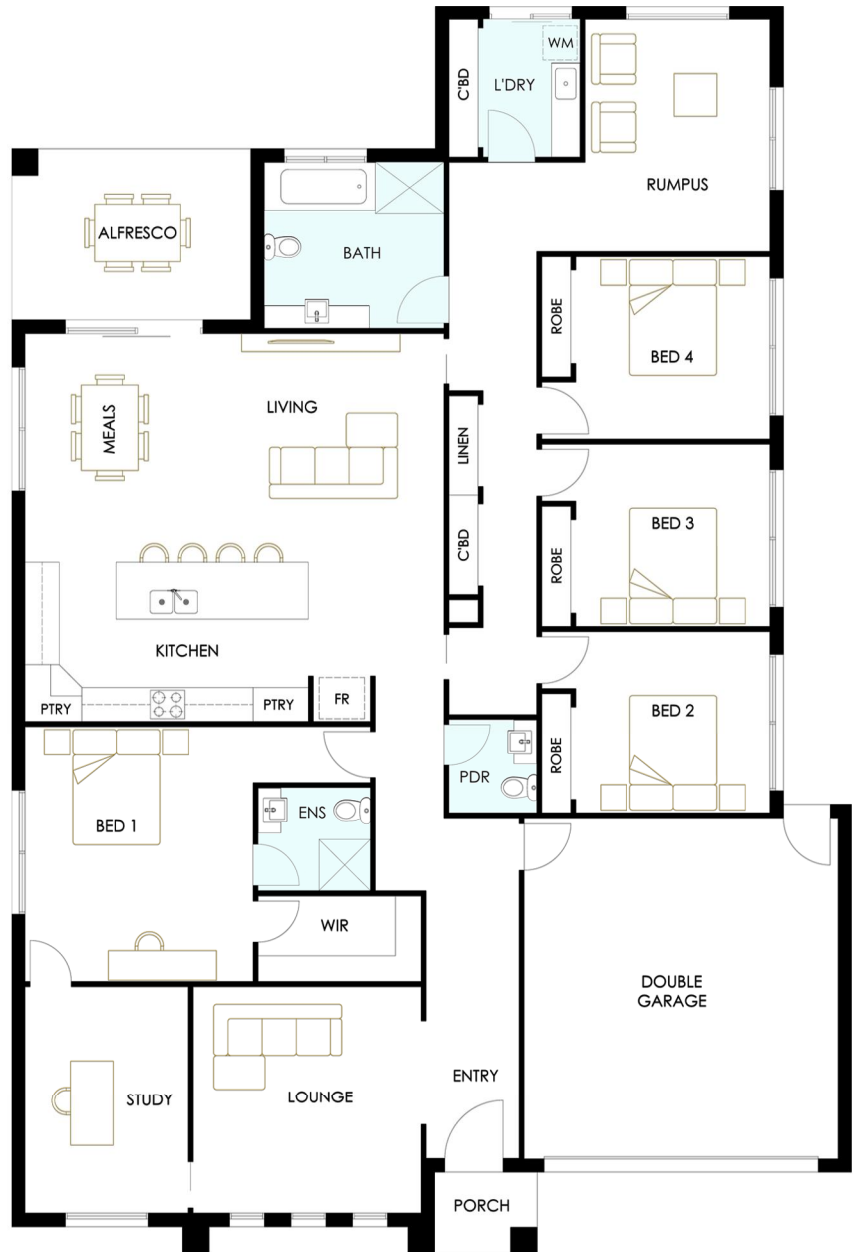 C'BD
L'DRY
WM
RUMPUS
ALFRESCO
BATH
ROBE
BED 4
MEALS
LIVING
LINEN
C'BD
ROBE
BED 3
KITCHEN
PTRY
PTRY
FR
ROBE
BED 2
PDR
BED 1
ENS
WIR
DOUBLE
GARAGE
STUDY
LOUNGE
ENTRY
PORCH